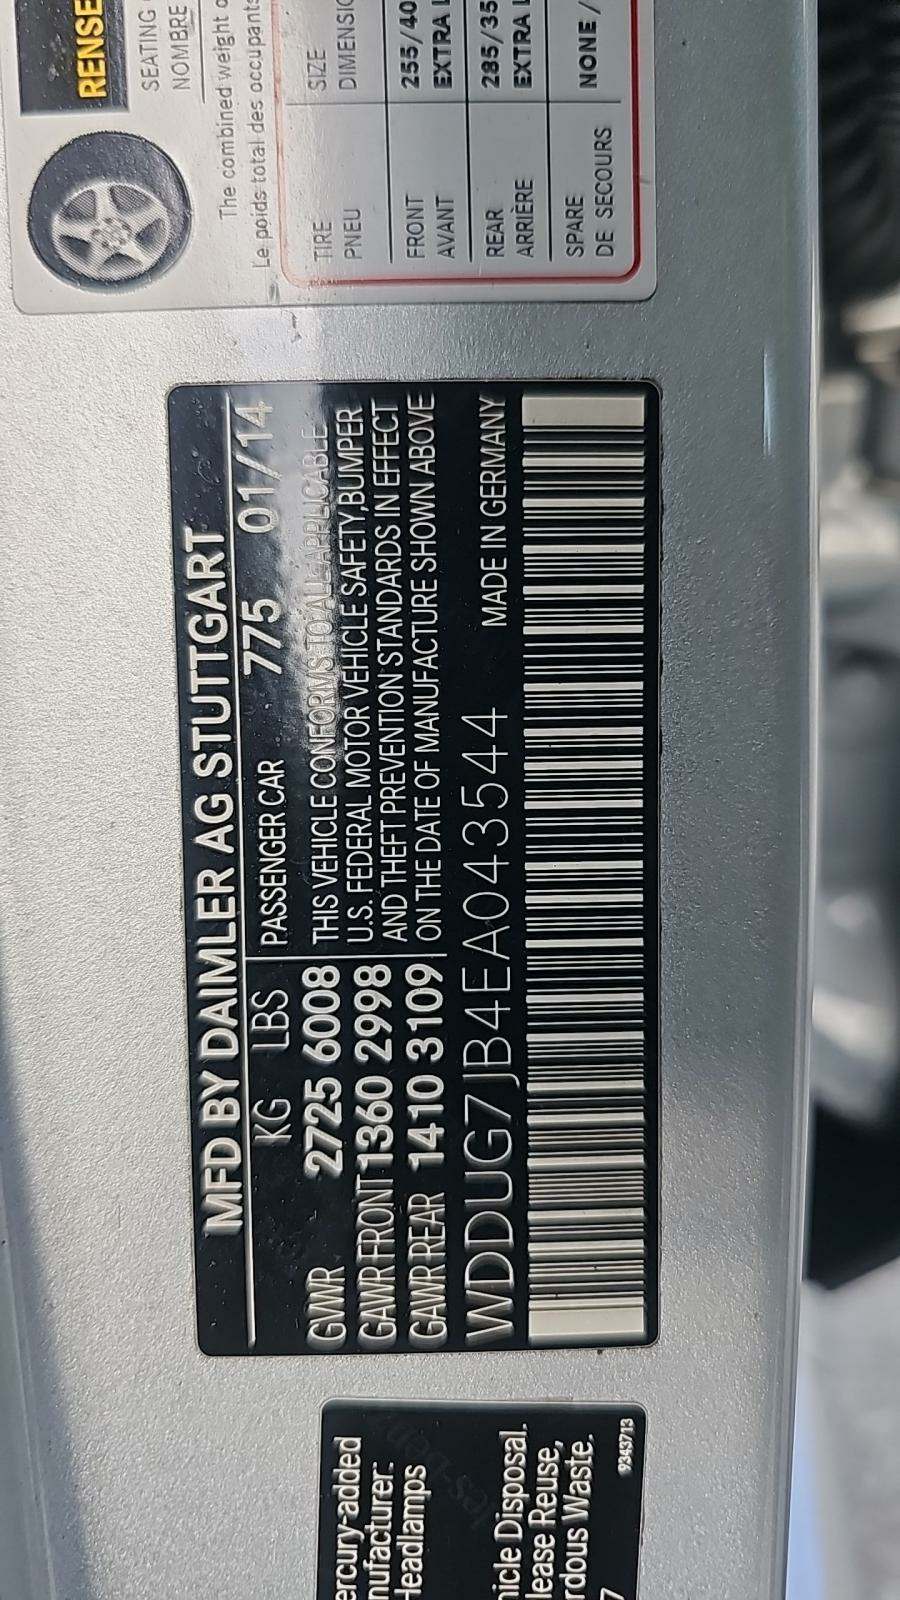 RENSE
SEATING
NOMBRE
The combined weight o
Le poids total des occupants
TIRE SIZE
PNEU DIMENSIO
FRONT 255/40
AVANT EXTRA L
REAR 285/35
ARRIÈRE EXTRA L
SPARE NONE /
DE SECOURS
MFD BY DAIMLER AG STUTTGART
KG LBS PASSENGER CAR 775 01/14
GVWR 2725 6008 THIS VEHICLE CONFORMS TO ALL APPLICABLE
GAWR FRONT 1360 2998 U.S. FEDERAL MOTOR VEHICLE SAFETY, BUMPER
GAWR REAR 1410 3109 AND THEFT PREVENTION STANDARDS IN EFFECT
ON THE DATE OF MANUFACTURE SHOWN ABOVE
WDDUG7JB4EA043544 MADE IN GERMANY
ercury-added
nufacturer:
Headlamps
hicle Disposal.
lease Reuse,
rdous Waste.
7 9343713